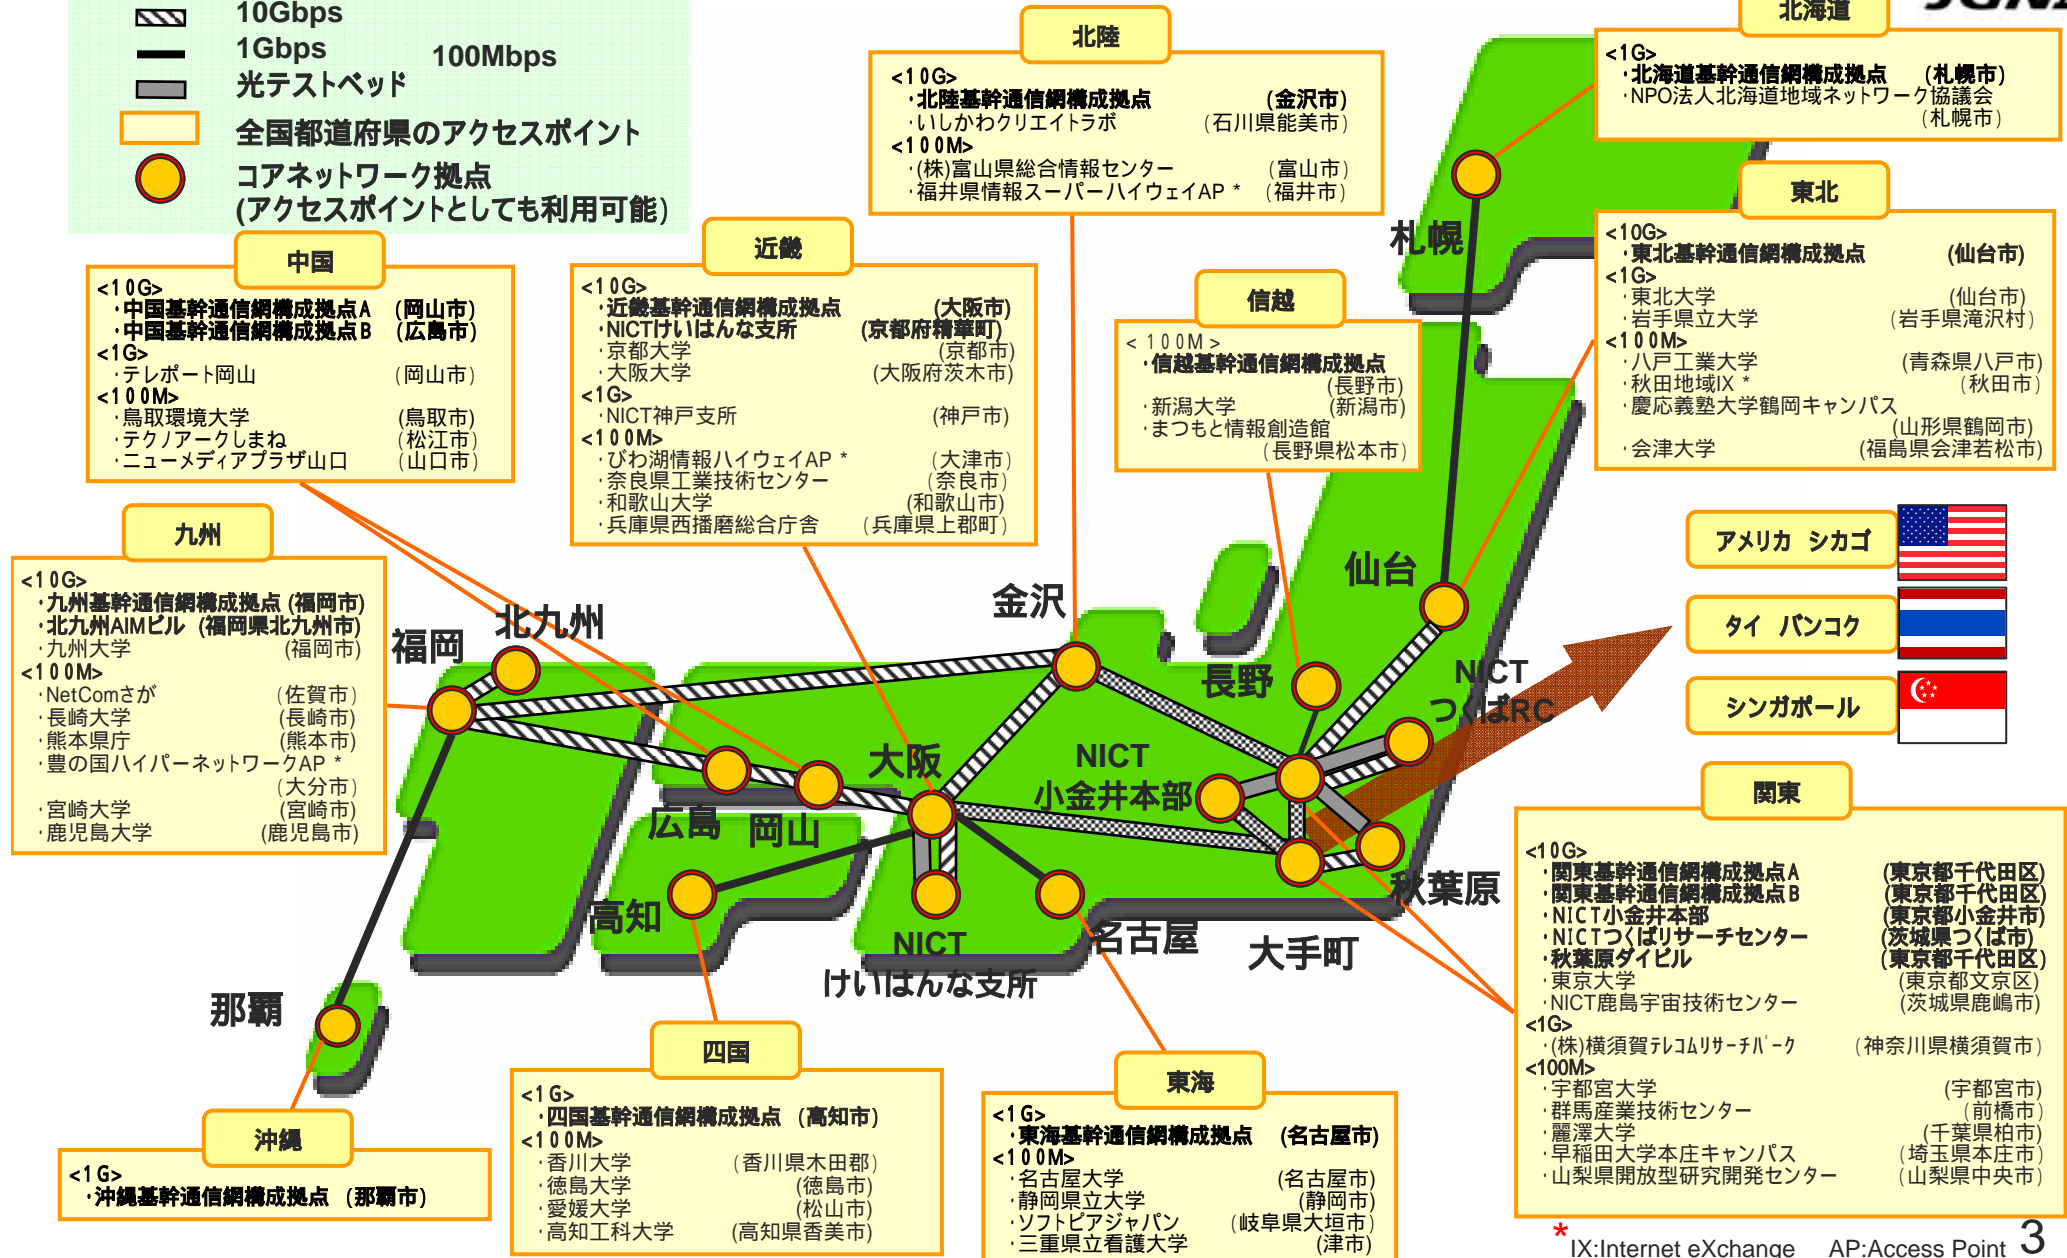 10Gbps
1Gbps 100Mbps
光テストベッド
全国都道府県のアクセスポイント
コアネットワーク拠点
(アクセスポイントとしても利用可能)
北陸
<10G>
・北陸基幹通信網構成拠点 (金沢市)
・いしかわクリエイトラボ (石川県能美市)
<100M>
・(株)富山県総合情報センター (富山市)
・福井県情報スーパーハイウェイAP * (福井市)
北海道
<1G>
・北海道基幹通信網構成拠点 (札幌市)
・NPO法人北海道地域ネットワーク協議会
(札幌市)
東北
<10G>
・東北基幹通信網構成拠点 (仙台市)
<1G>
・東北大学 (仙台市)
・岩手県立大学 (岩手県滝沢村)
<100M>
・八戸工業大学 (青森県八戸市)
・秋田地域IX * (秋田市)
・慶応義塾大学鶴岡キャンパス
(山形県鶴岡市)
・会津大学 (福島県会津若松市)
中国
<10G>
・中国基幹通信網構成拠点A (岡山市)
・中国基幹通信網構成拠点B (広島市)
<1G>
・テレポート岡山 (岡山市)
<100M>
・鳥取環境大学 (鳥取市)
・テクノアークしまね (松江市)
・ニューメディアプラザ山口 (山口市)
近畿
<10G>
・近畿基幹通信網構成拠点 (大阪市)
・NICTけいはんな支所 (京都府精華町)
・京都大学 (京都市)
・大阪大学 (大阪府茨木市)
<1G>
・NICT神戸支所 (神戸市)
<100M>
・びわ湖情報ハイウェイAP * (大津市)
・奈良県工業技術センター (奈良市)
・和歌山大学 (和歌山市)
・兵庫県西播磨総合庁舎 (兵庫県上郡町)
信越
<100M>
・信越基幹通信網構成拠点
(長野市)
・新潟大学 (新潟市)
・まつもと情報創造館
(長野県松本市)
九州
<10G>
・九州基幹通信網構成拠点 (福岡市)
・北九州AIMビル (福岡県北九州市)
・九州大学 (福岡市)
<100M>
・NetComさが (佐賀市)
・長崎大学 (長崎市)
・熊本県庁 (熊本市)
・豊の国ハイパーネットワークAP *
(大分市)
・宮崎大学 (宮崎市)
・鹿児島大学 (鹿児島市)
アメリカ シカゴ
タイ バンコク
シンガポール
札幌
仙台
金沢
北九州
福岡
長野
NICT
つくばRC
大阪
NICT
小金井本部
広島
岡山
高知
秋葉原
名古屋
大手町
NICT
けいはんな支所
那覇
関東
<10G>
・関東基幹通信網構成拠点A (東京都千代田区)
・関東基幹通信網構成拠点B (東京都千代田区)
・NICT小金井本部 (東京都小金井市)
・NICTつくばリサーチセンター (茨城県つくば市)
・秋葉原ダイビル (東京都千代田区)
・東京大学 (東京都文京区)
・NICT鹿島宇宙技術センター (茨城県鹿嶋市)
<1G>
・(株)横須賀テレコムリサーチパーク (神奈川県横須賀市)
<100M>
・宇都宮大学 (宇都宮市)
・群馬産業技術センター (前橋市)
・麗澤大学 (千葉県柏市)
・早稲田大学本庄キャンパス (埼玉県本庄市)
・山梨県開放型研究開発センター (山梨県中央市)
四国
<1G>
・四国基幹通信網構成拠点 (高知市)
<100M>
・香川大学 (香川県木田郡)
・徳島大学 (徳島市)
・愛媛大学 (松山市)
・高知工科大学 (高知県香美市)
東海
<1G>
・東海基幹通信網構成拠点 (名古屋市)
<100M>
・名古屋大学 (名古屋市)
・静岡県立大学 (静岡市)
・ソフトピアジャパン (岐阜県大垣市)
・三重県立看護大学 (津市)
沖縄
<1G>
・沖縄基幹通信網構成拠点 (那覇市)
*IX:Internet eXchange AP:Access Point 3